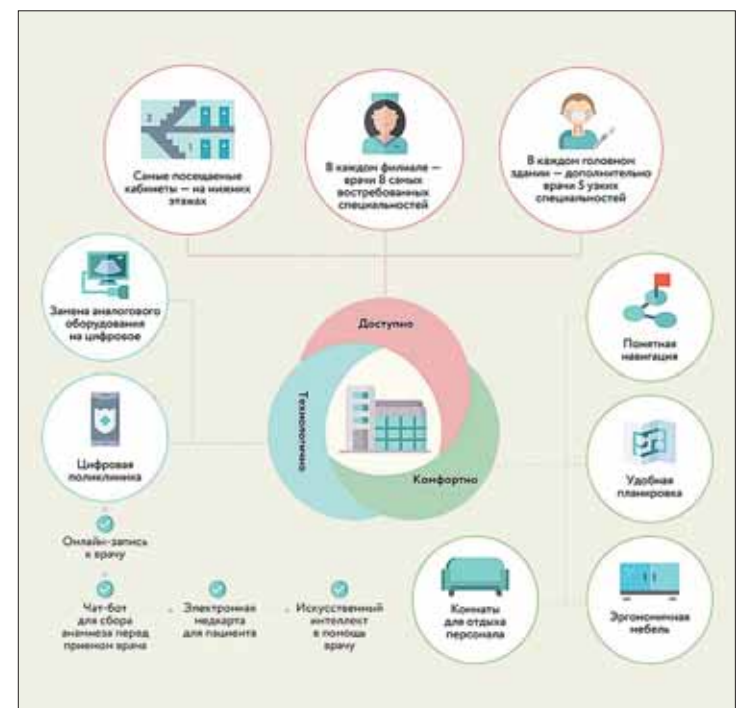 2
1
Самые посещаемые
кабинеты — на нижних
этажах
В каждом филиале —
врачи 8 самых
востребованных
специальностей
В каждом головном
здании — дополнительно
врачи 5 узких
специальностей
Замена аналогового
оборудования
на цифровое
Цифровая
поликлиника
Онлайн-запись
к врачу
Чат-бот
для сбора
анамнеза перед
приемом врача
Электронная
медкарта
для пациента
Искусственный
интеллект
в помощь
врачу
Доступно
Технологично
Комфортно
Понятная
навигация
Удобная
планировка
Комнаты
для отдыха
персонала
Эргономичная
мебель